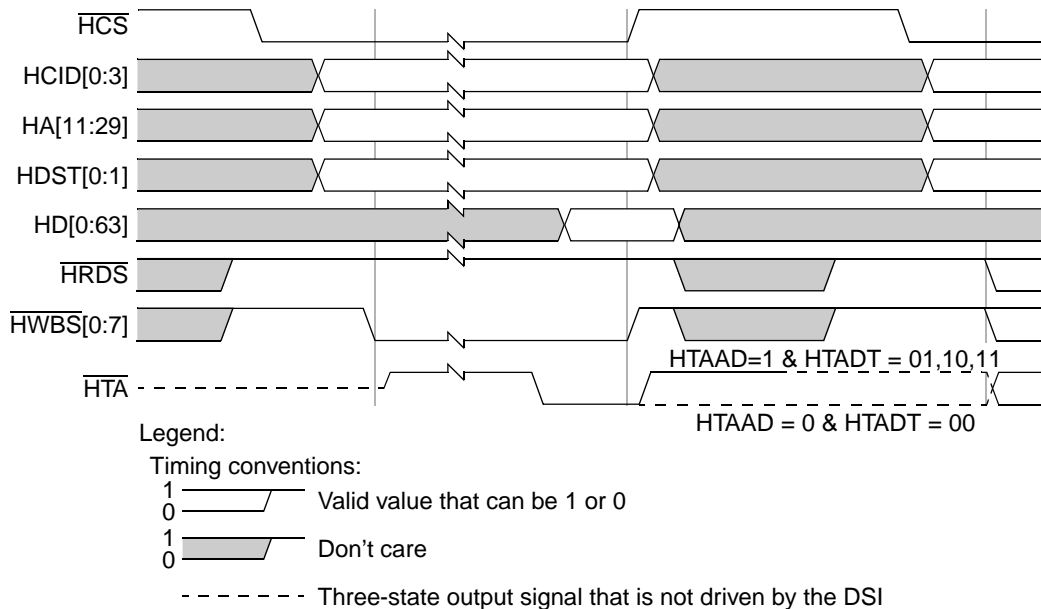 HCS
HCID[0:3]
HA[11:29]
HDST[0:1]
HD[0:63]
HRDS
HWBS[0:7]
HTAAD=1 & HTADT = 01,10,11
HTA
HTAAD = 0 & HTADT = 00
Legend:
Timing conventions:
1
0
Valid value that can be 1 or 0
1
0
Don't care
Three-state output signal that is not driven by the DSI